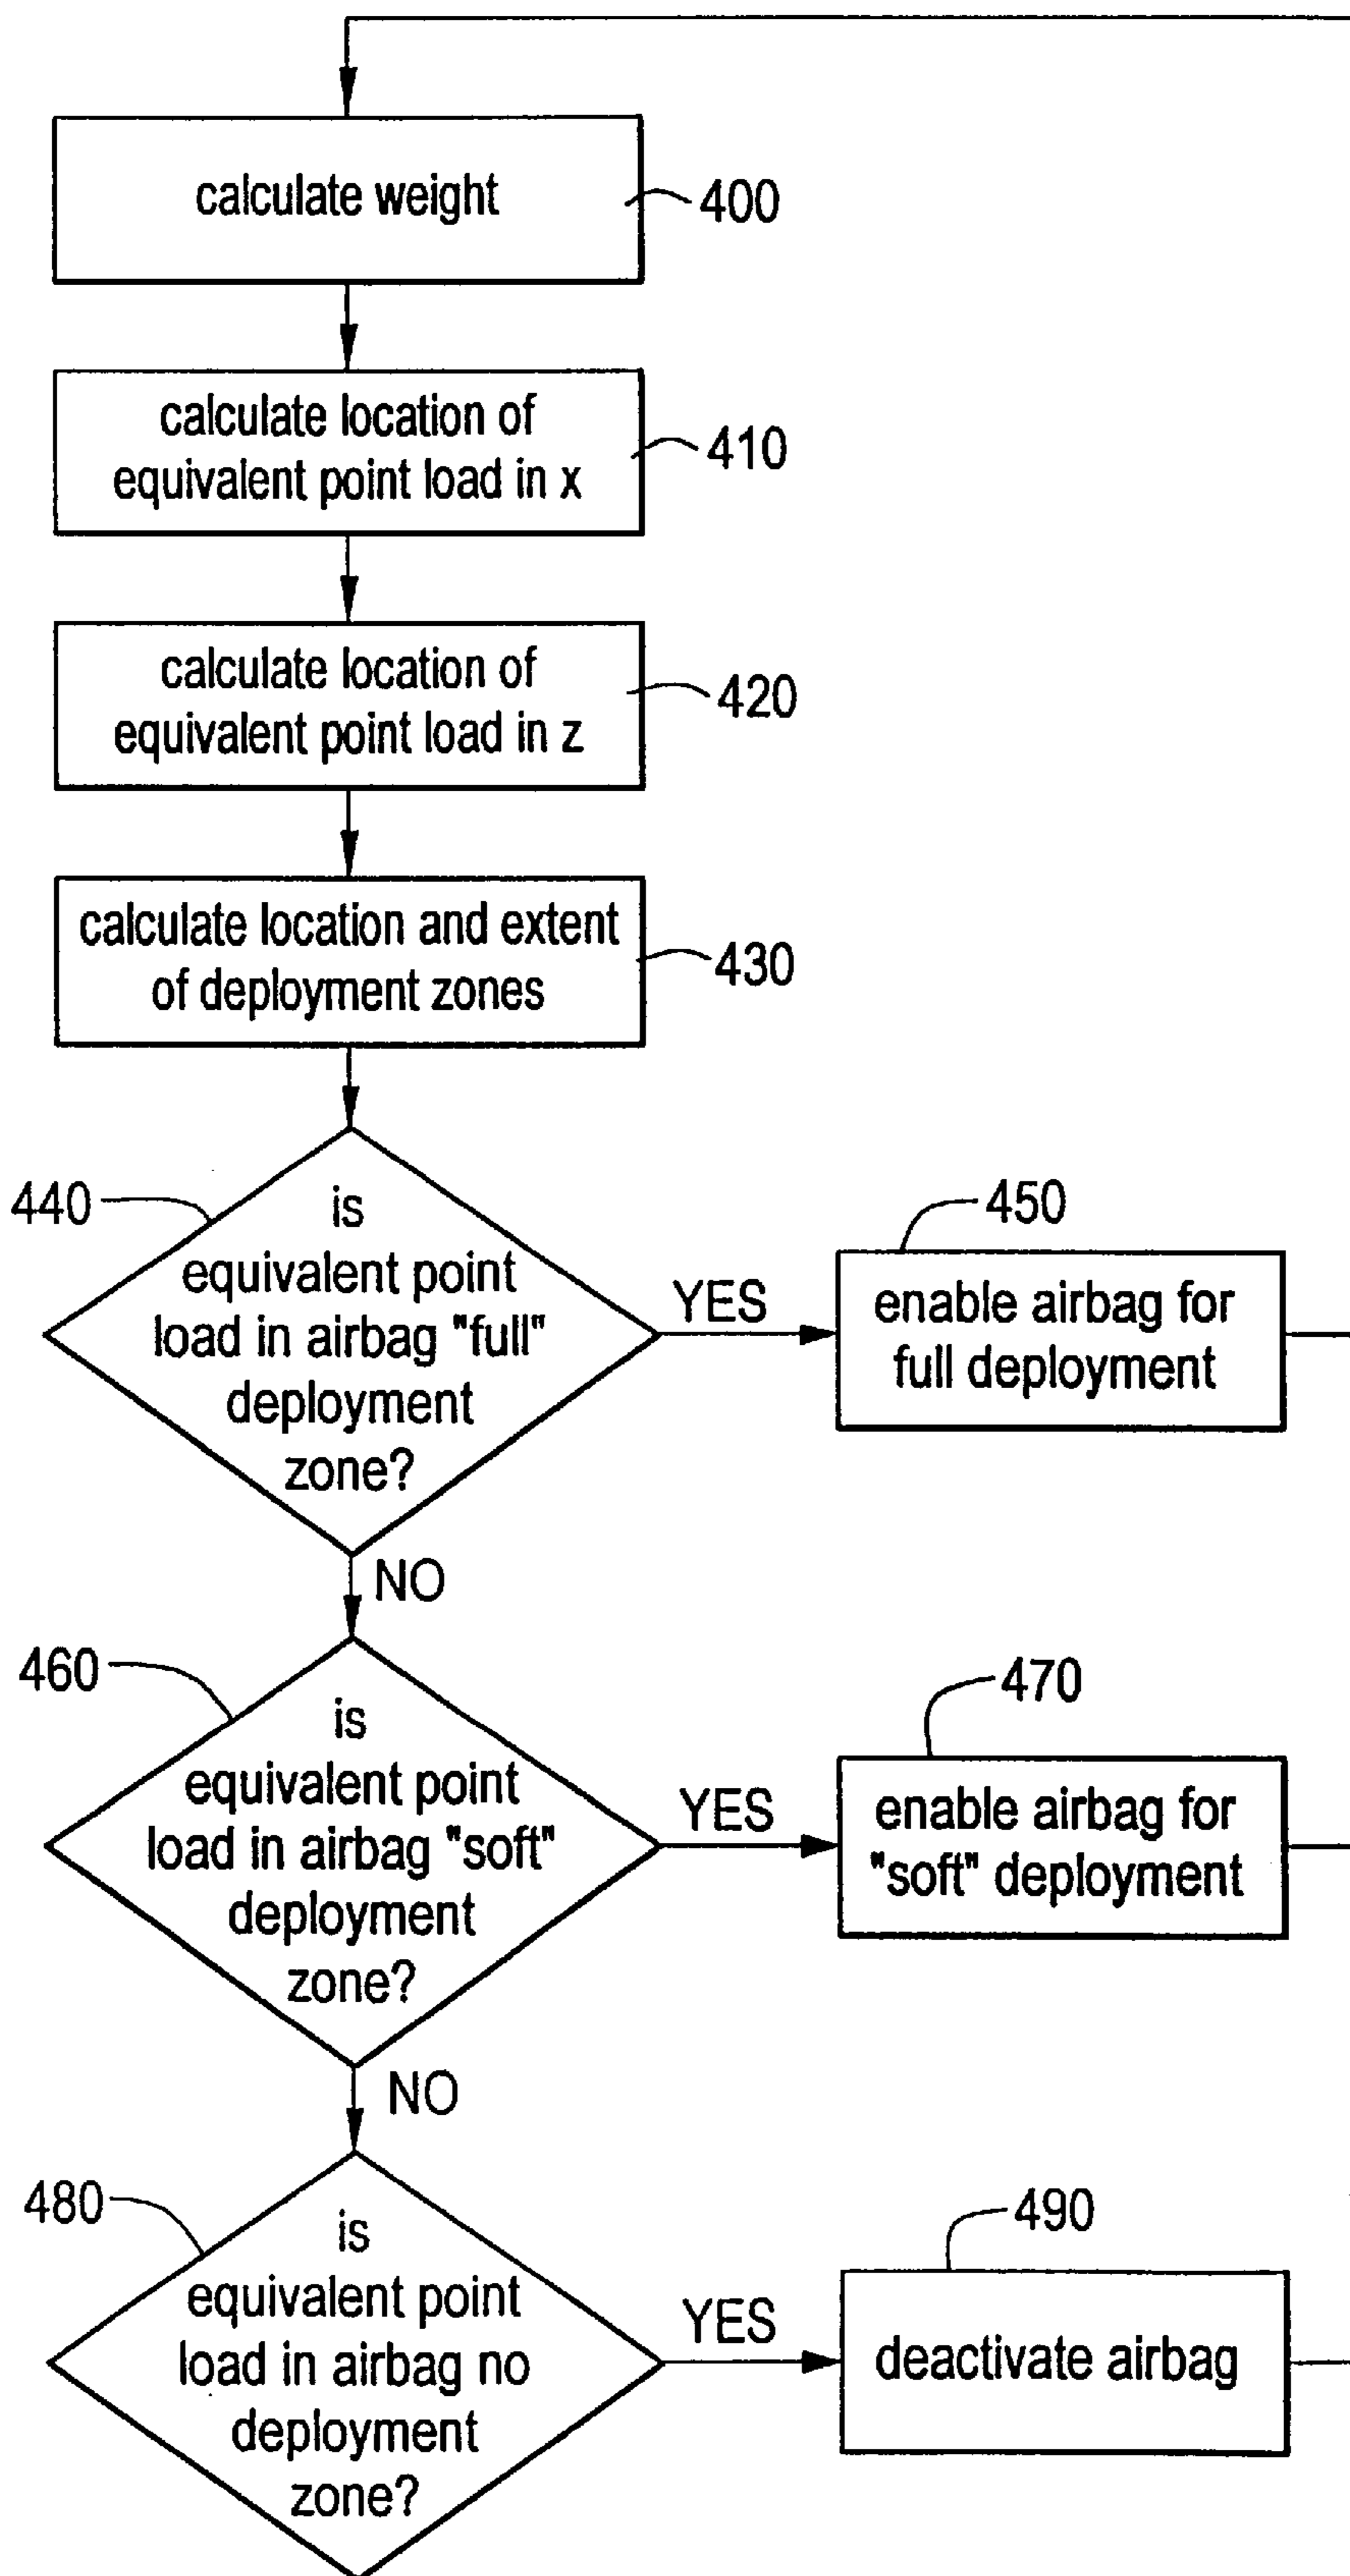 calculate weight
400
calculate location of
equivalent point load in x
410
calculate location of
equivalent point load in z
420
calculate location and extent
of deployment zones
430
440
is
equivalent point
load in airbag "full"
deployment
zone?
YES
450
enable airbag for
full deployment
NO
460
is
equivalent point
load in airbag "soft"
deployment
zone?
YES
470
enable airbag for
"soft" deployment
NO
480
is
equivalent point
load in airbag no
deployment
zone?
YES
490
deactivate airbag